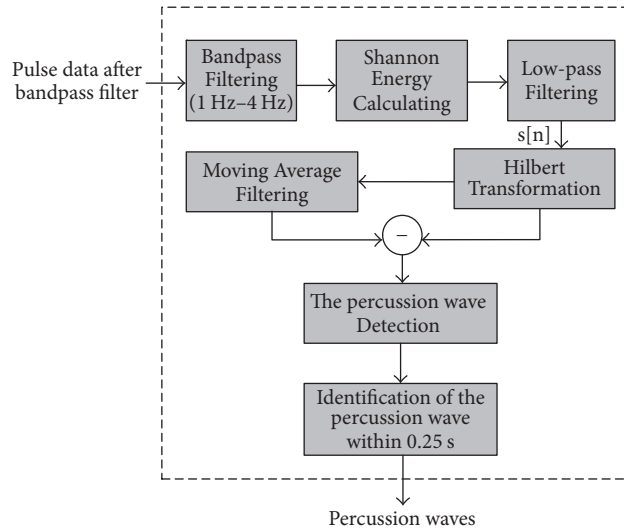 Pulse data after
bandpass filter
Bandpass
Filtering
(1 Hz–4 Hz)
Shannon
Energy
Calculating
Low-pass
Filtering
s[n]
Moving Average
Filtering
Hilbert
Transformation
−
The percussion wave
Detection
Identification of the
percussion wave
within 0.25 s
Percussion waves